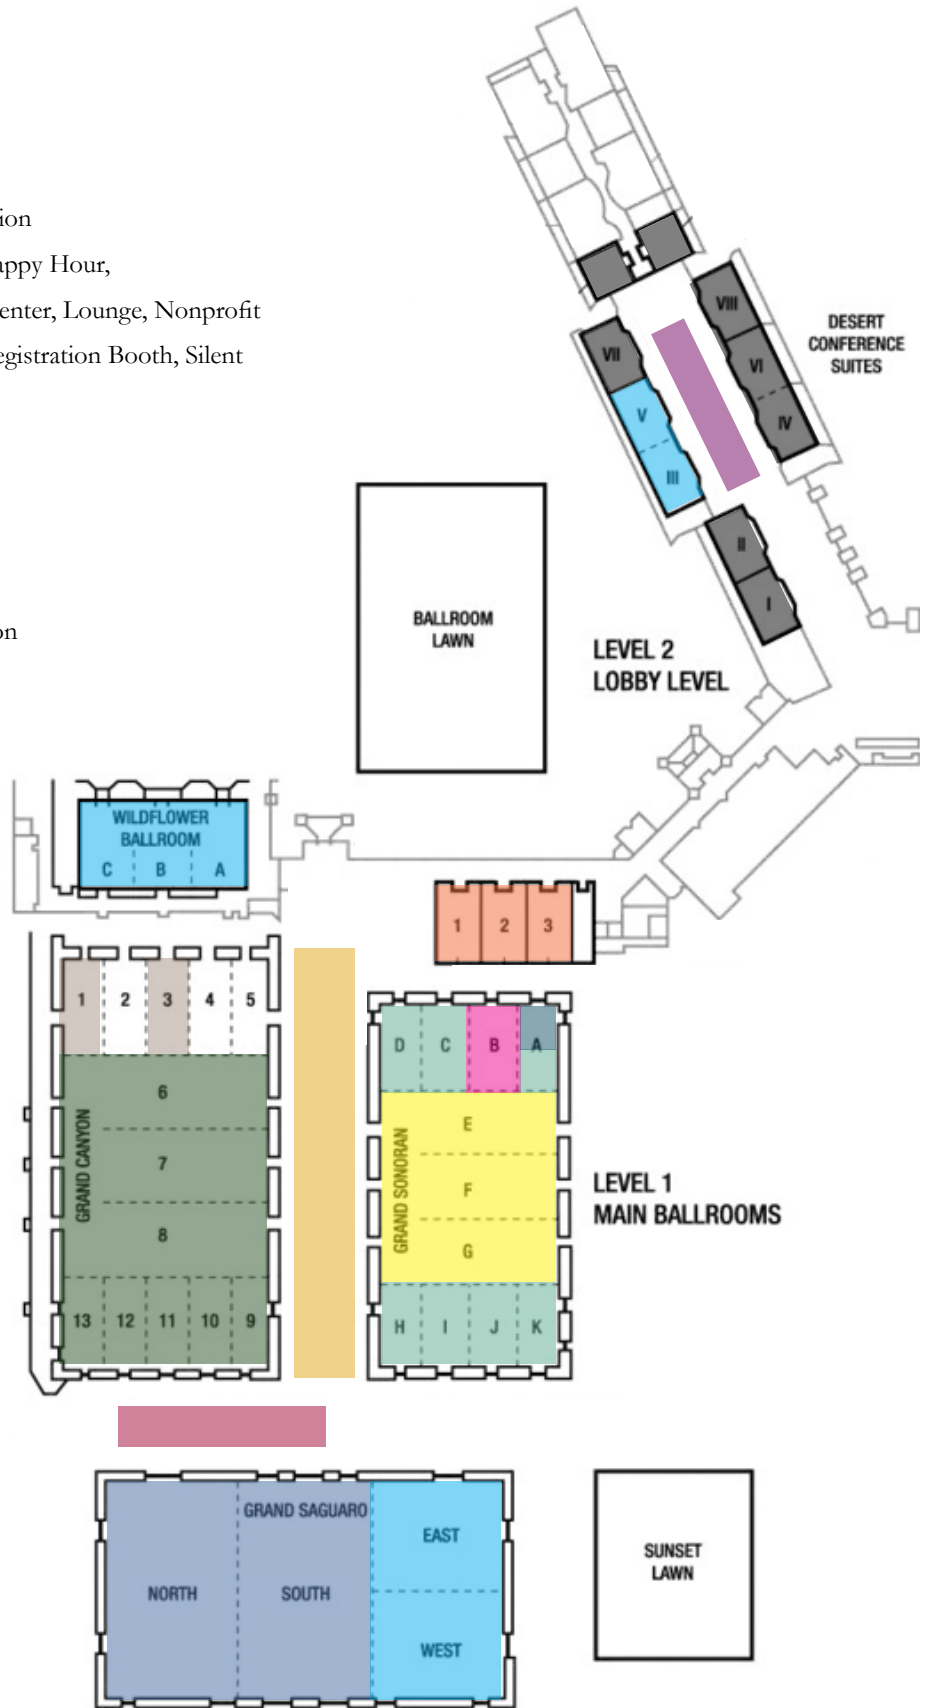 ion
appy Hour,
enter, Lounge, Nonprofit
egistration Booth, Silent
on
VIII
VII
VI
V
IV
III
II
I
DESERT
CONFERENCE
SUITES
BALLROOM
LAWN
LEVEL 2
LOBBY LEVEL
WILDFLOWER
BALLROOM
C B A
1 2 3
1 2 3 4 5
6
7
8
GRAND CANYON
13 12 11 10 9
D C B A
E
F
G
GRAND SONORAN
H I J K
LEVEL 1
MAIN BALLROOMS
GRAND SAGUARO
NORTH
SOUTH
EAST
WEST
SUNSET
LAWN